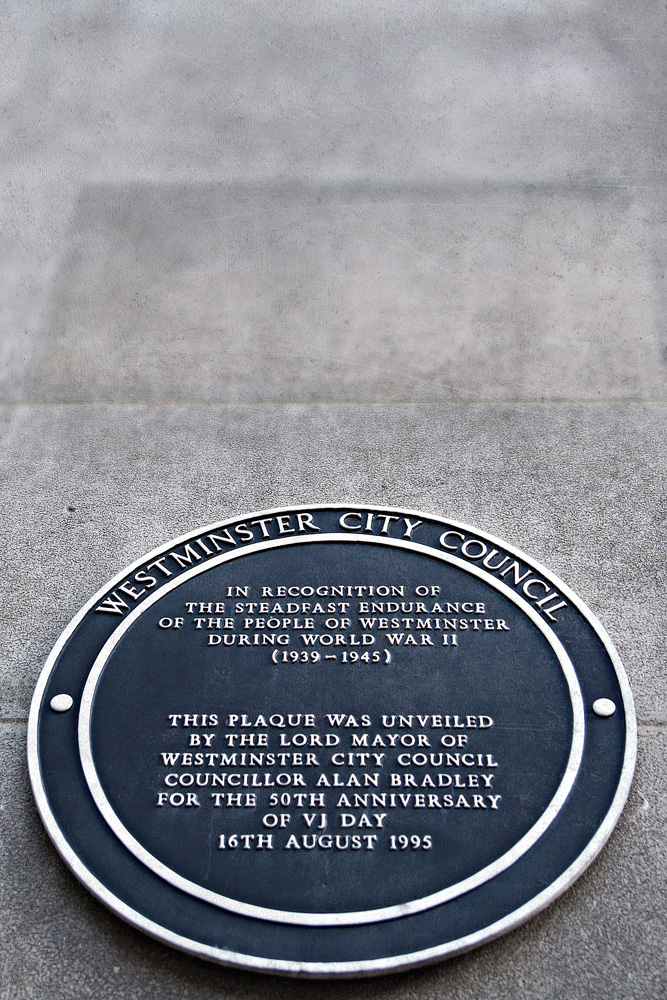 WESTMINSTER CITY COUNCIL
IN RECOGNITION OF
THE STEADFAST ENDURANCE
OF THE PEOPLE OF WESTMINSTER
DURING WORLD WAR II
(1939-1945)
THIS PLAQUE WAS UNVEILED
BY THE LORD MAYOR OF
WESTMINSTER CITY COUNCIL
COUNCILLOR ALAN BRADLEY
FOR THE 50TH ANNIVERSARY
OF VJ DAY
16TH AUGUST 1995